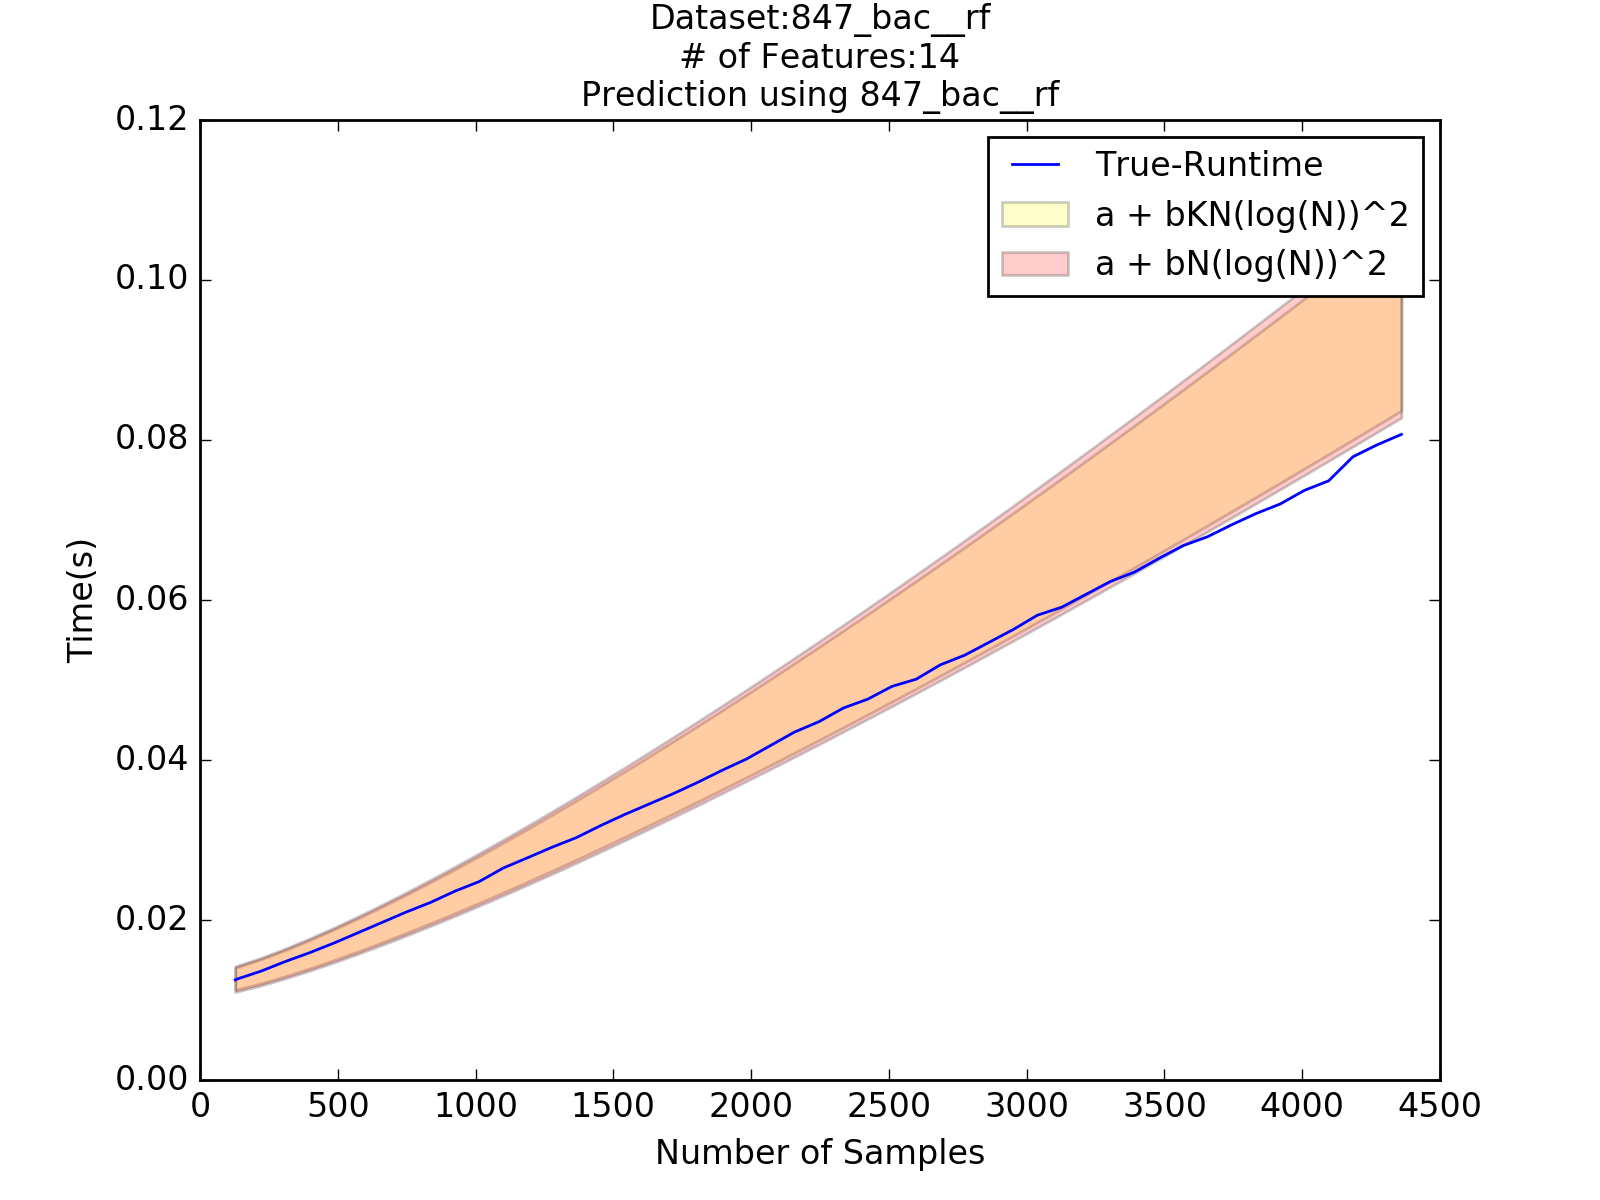 Dataset:847_bac__rf
# of Features:14
Prediction using 847_bac__rf
0.12
0.10
0.08
0.06
0.04
0.02
0.00
Time(s)
True-Runtime
a + bKN(log(N))^2
a + bN(log(N))^2
0 500 1000 1500 2000 2500 3000 3500 4000 4500
Number of Samples